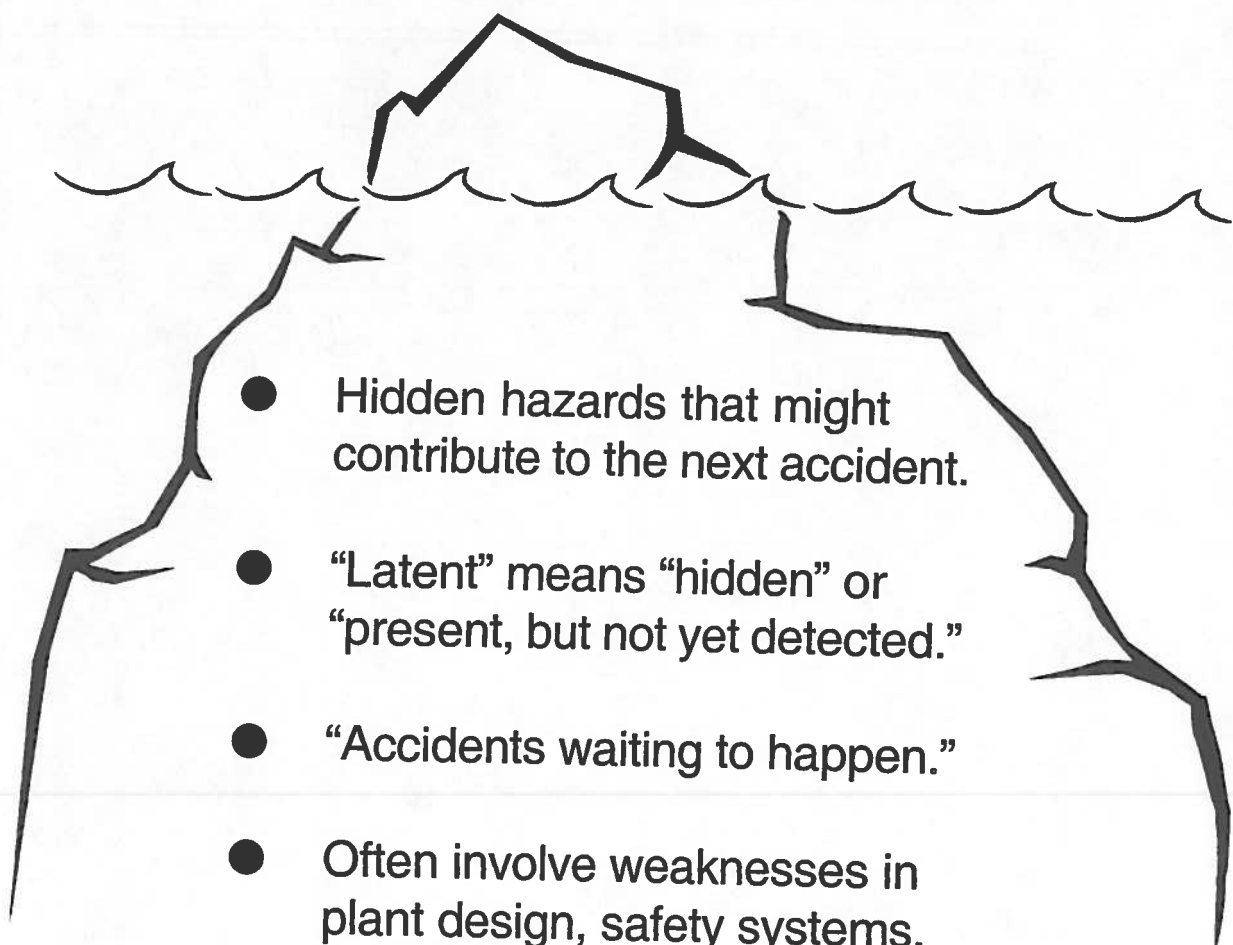 ● Hidden hazards that might
contribute to the next accident.
● “Latent” means “hidden” or
“present, but not yet detected.”
● “Accidents waiting to happen.”
● Often involve weaknesses in
plant design, safety systems,